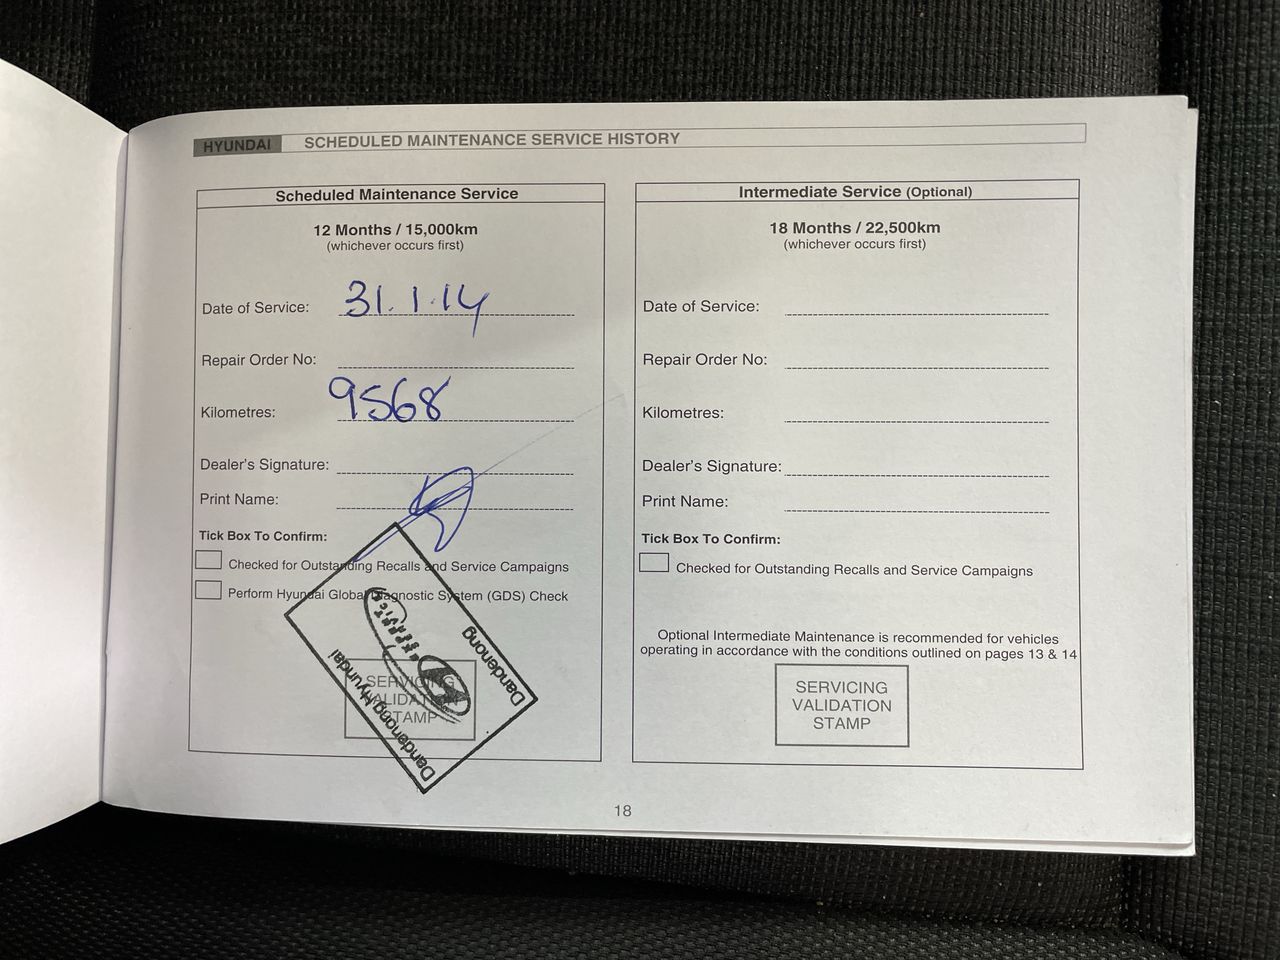 HYUNDAI SCHEDULED MAINTENANCE SERVICE HISTORY
Scheduled Maintenance Service
12 Months / 15,000km
(whichever occurs first)
Date of Service: 31.1.14
Repair Order No:
Kilometres: 9568
Dealer's Signature:
Print Name:
Tick Box To Confirm:
Checked for Outstanding Recalls and Service Campaigns
Perform Hyundai Global Diagnostic System (GDS) Check
SERVICING
VALIDATION
STAMP
Dandenong
Dandenong Hyundai
Intermediate Service (Optional)
18 Months / 22,500km
(whichever occurs first)
Date of Service:
Repair Order No:
Kilometres:
Dealer's Signature:
Print Name:
Tick Box To Confirm:
Checked for Outstanding Recalls and Service Campaigns
Optional Intermediate Maintenance is recommended for vehicles
operating in accordance with the conditions outlined on pages 13 & 14
SERVICING
VALIDATION
STAMP
18